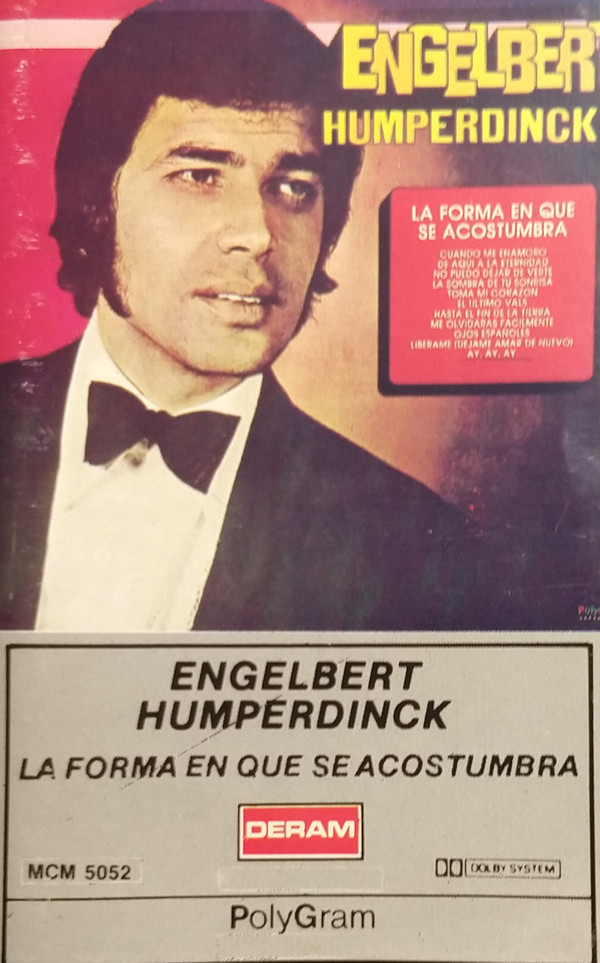 ENGELBER
HUMPERDINCK
LA FORMA EN QUE
SE ACOSTUMBRA
CUANDO ME ENAMORO
DE AQUI A LA ETERNIDAD
NO PUEDO DEJAR DE VERTE
LA SOMBRA DE TU SONRISA
TOMA MI CORAZON
EL ULTIMO VALS
HASTA EL FIN DE LA TIERRA
ME OLVIDARAS FACILMENTE
OJOS ESPAÑOLES
LIBERAME (DEJAME AMAR DE NUEVO)
AY, AY, AY
ENGELBERT
HUMPERDINCK
LA FORMA EN QUE SE ACOSTUMBRA
DERAM
MCM 5052
DOLBY SYSTEM
PolyGram